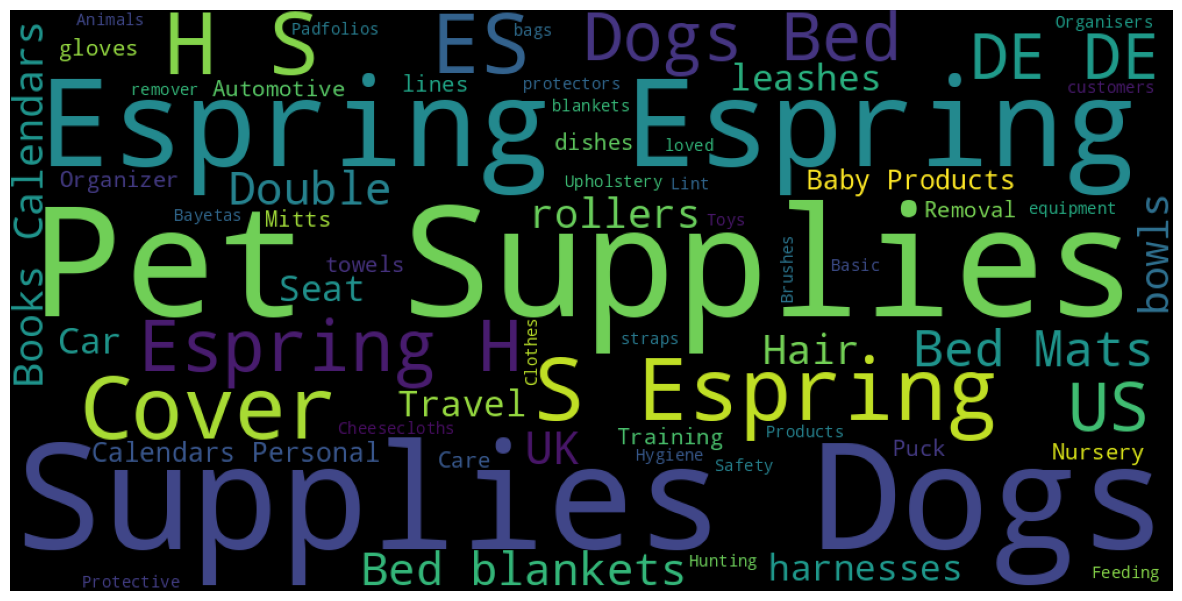 Animals
gloves
H S
Padfolios
ES
bags
Dogs Bed
Organisers
DE DE
Books Calendars
remover
Automotive
lines
protectors
leashes
customers
Espring Espring
blankets
dishes
loved
Organizer
Double
Upholstery
Lint
Baby Products
Bayetas
Mitts
rollers
Toys
Removal
equipment
bowls
Pet Supplies
towels
Seat
Brushes
Basic
Car
Espring H
Clothes
straps
Hair
Bed Mats
Cover
Travel
S Espring
US
Cheesecloths
Calendars Personal
Care
UK
Training
Products
Hygiene
Safety
Puck
Nursery
Supplies Dogs
Protective
Bed blankets
Hunting
harnesses
Feeding